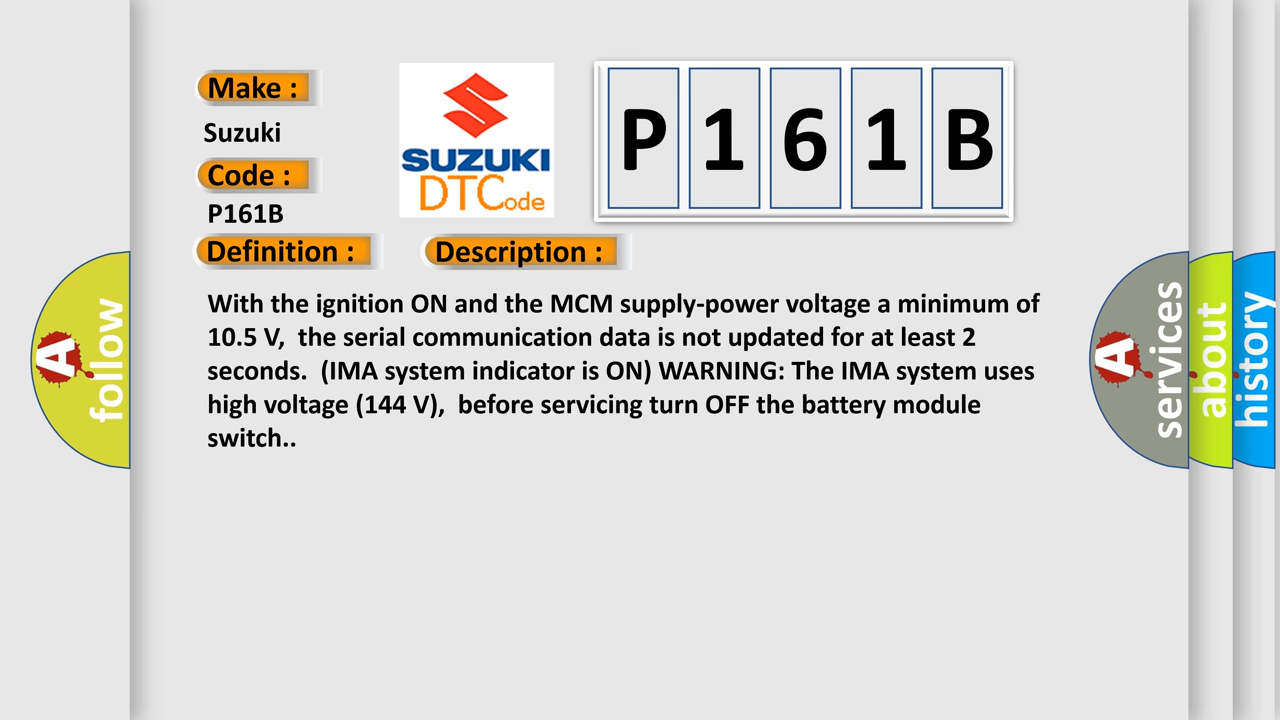 Make :
Suzuki
Code :
P161B
Definition :
Description :
SUZUKI
DTCode
P161B
With the ignition ON and the MCM supply-power voltage a minimum of
10.5 V,  the serial communication data is not updated for at least 2
seconds.  (IMA system indicator is ON) WARNING: The IMA system uses
high voltage (144 V),  before servicing turn OFF the battery module
switch..
A follow
A services
about
history